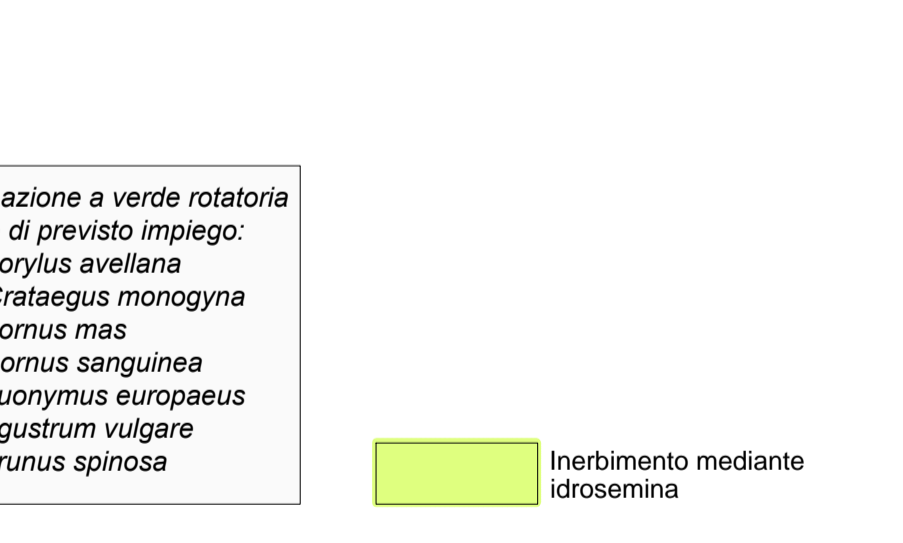 azione a verde rotatoria
di previsto impiego:
orylus avellana
Crataegus monogyna
ornus mas
ornus sanguinea
uonymus europaeus
gustrum vulgare
runus spinosa
Inerbimento mediante
idrosemina